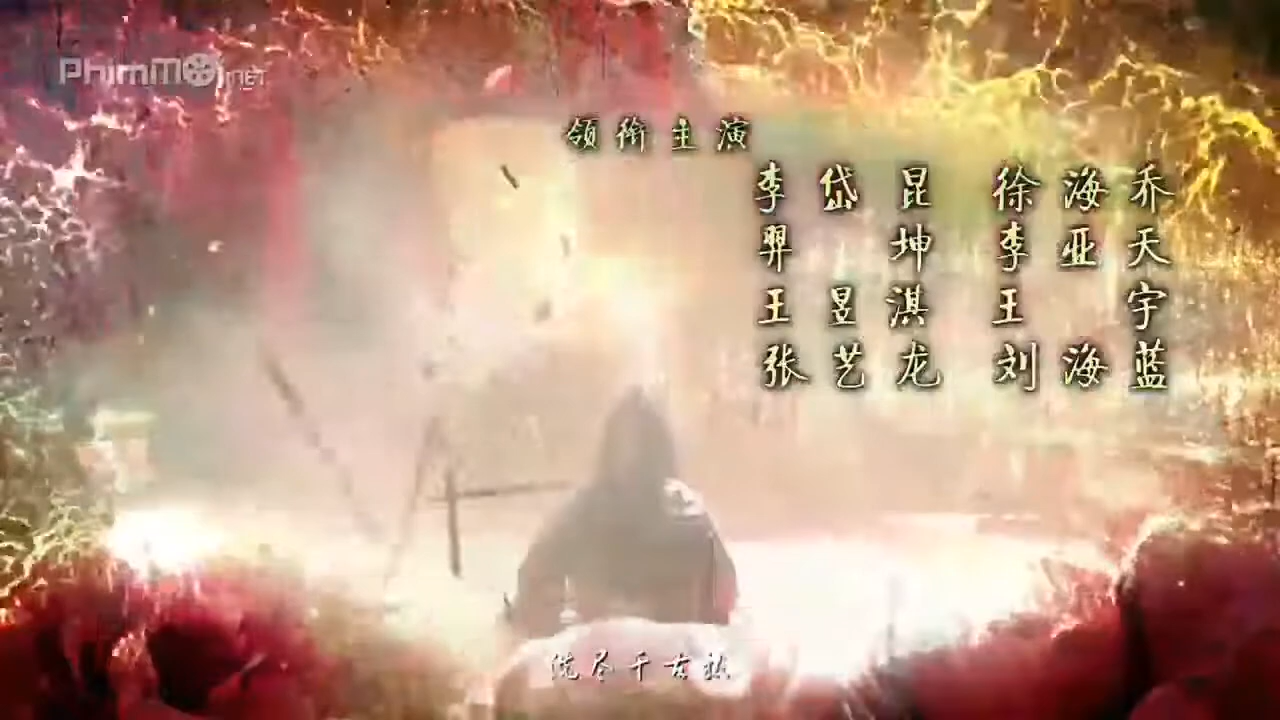 PhimMOi.net
领衔主演
李岱昆 徐海乔
羿坤 李亚天
王昱淇 王宇
张艺龙 刘海蓝
洗尽千古